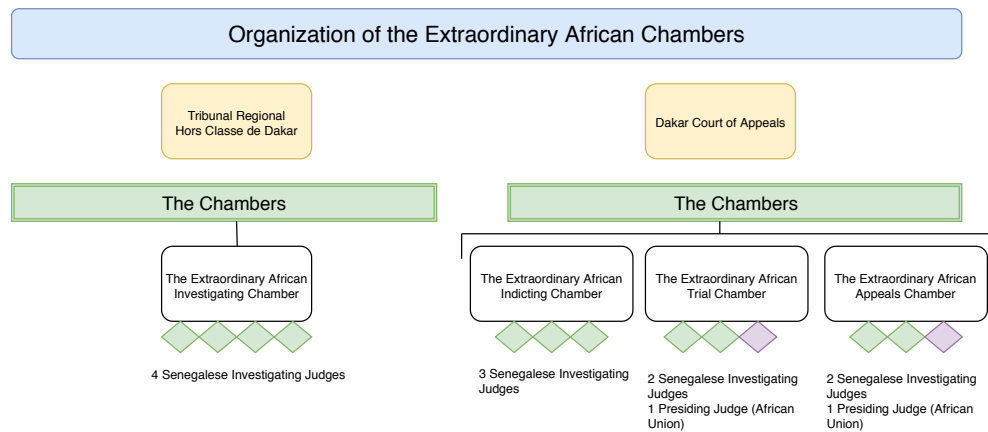 Organization of the Extraordinary African Chambers
Tribunal Regional
Hors Classe de Dakar
Dakar Court of Appeals
The Chambers
The Chambers
The Extraordinary African
Investigating Chamber
The Extraordinary African
Indicting Chamber
The Extraordinary African
Trial Chamber
The Extraordinary African
Appeals Chamber
4 Senegalese Investigating Judges
3 Senegalese Investigating
Judges
2 Senegalese Investigating
Judges
1 Presiding Judge (African
Union)
2 Senegalese Investigating
Judges
1 Presiding Judge (African
Union)